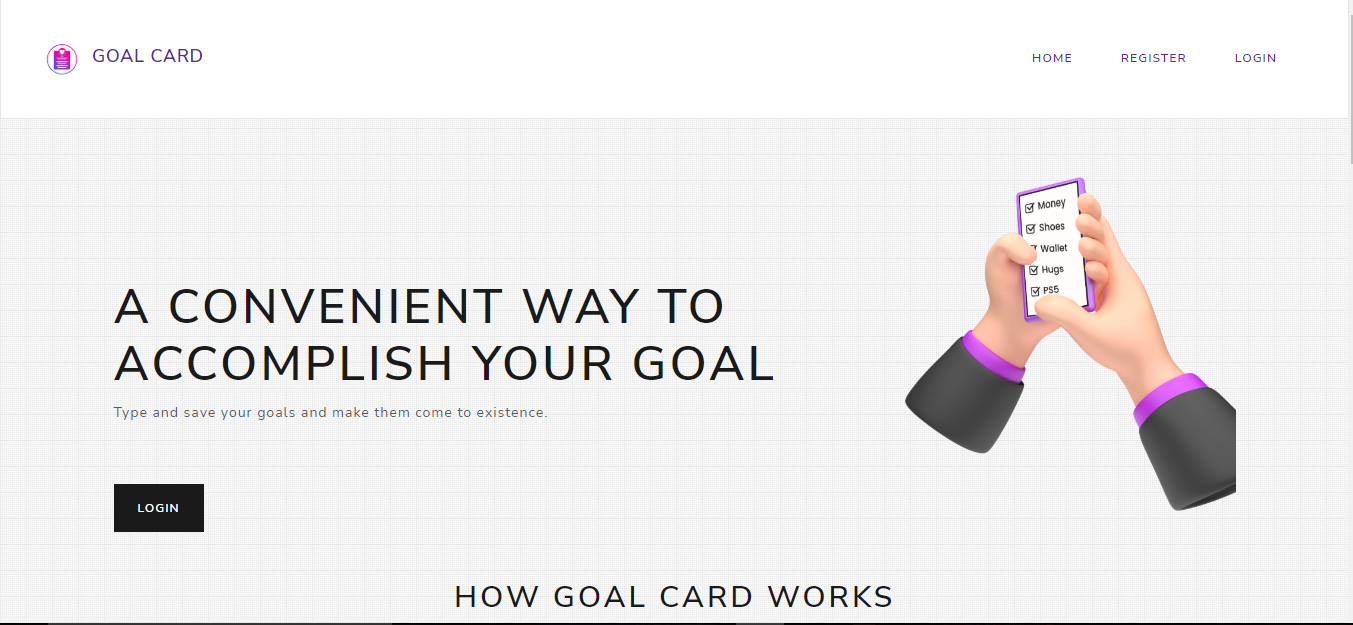 GOAL CARD
HOME
REGISTER
LOGIN
Money
Shoes
Wallet
Hugs
PS5
A CONVENIENT WAY TO
ACCOMPLISH YOUR GOAL
Type and save your goals and make them come to existence.
LOGIN
HOW GOAL CARD WORKS